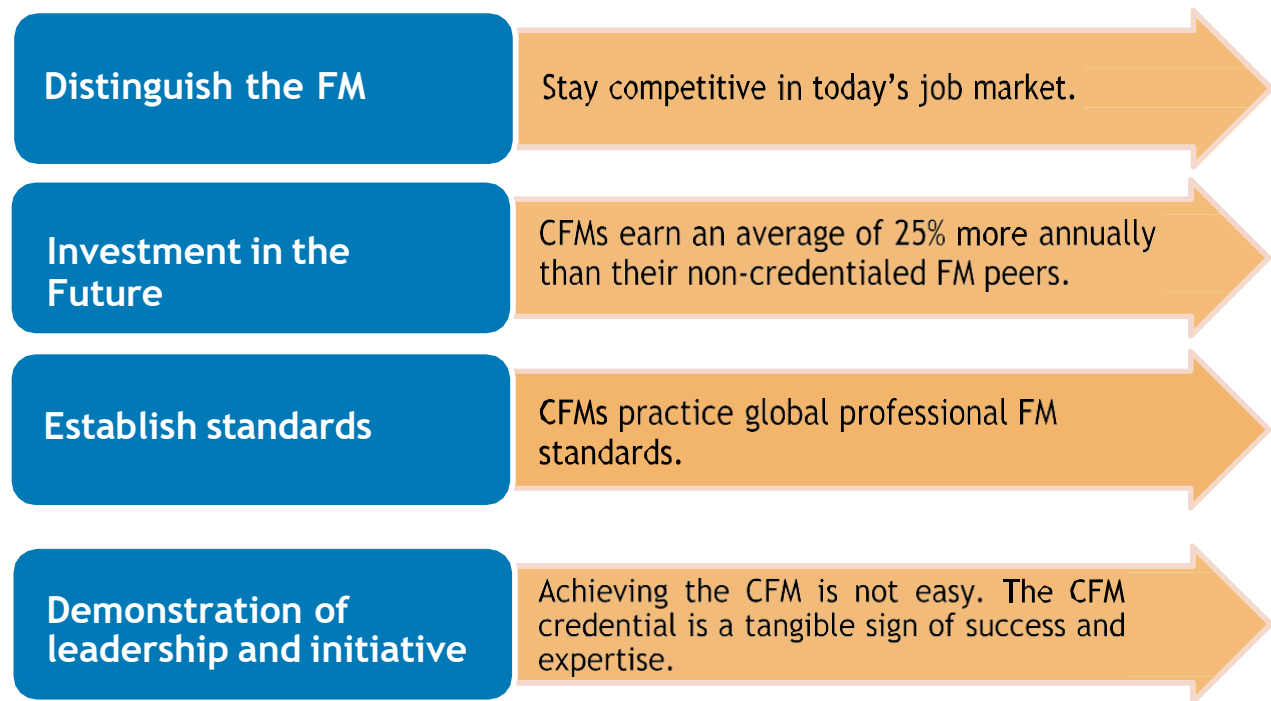 Distinguish the FM
Stay competitive in today's job market.
Investment in the
Future
CFMs earn an average of 25% more annually
than their non-credentialed FM peers.
Establish standards
CFMs practice global professional FM
standards.
Demonstration of
leadership and initiative
Achieving the CFM is not easy. The CFM
credential is a tangible sign of success and
expertise.